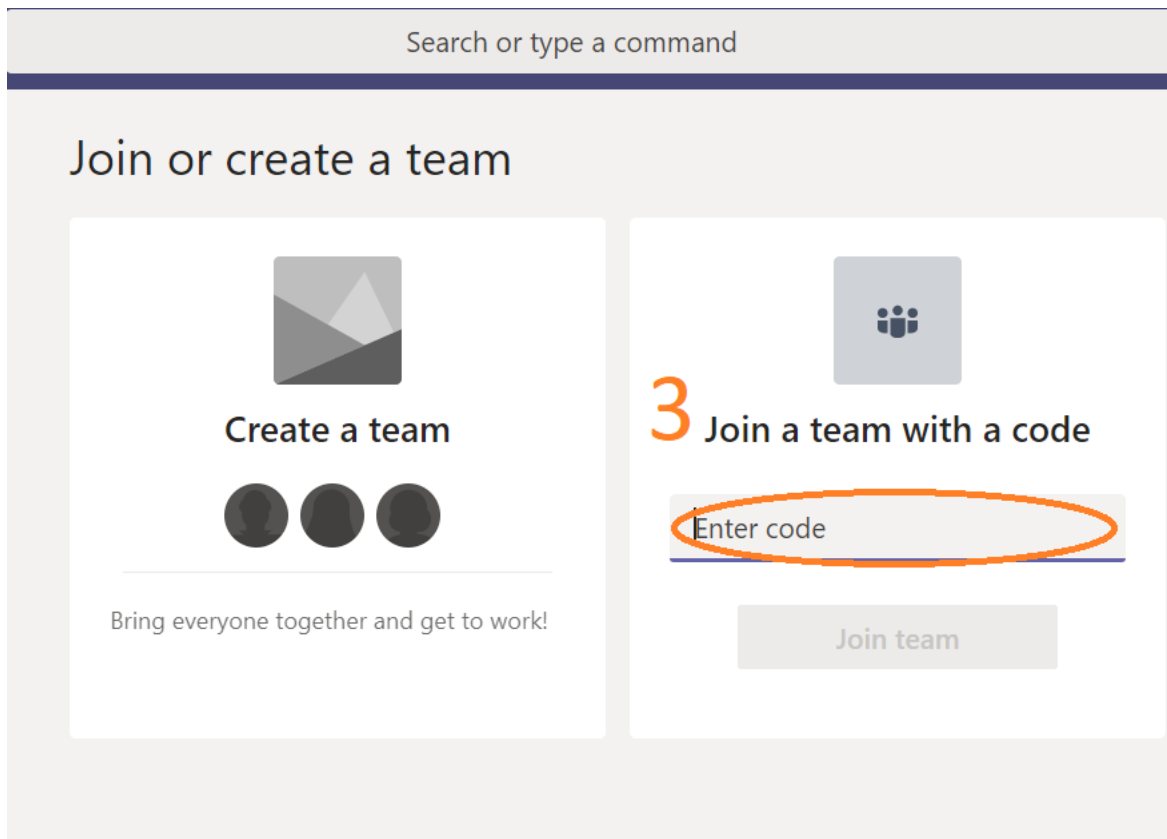 Search or type a command
Join or create a team
Create a team
Bring everyone together and get to work!
3
Join a team with a code
Enter code
Join team